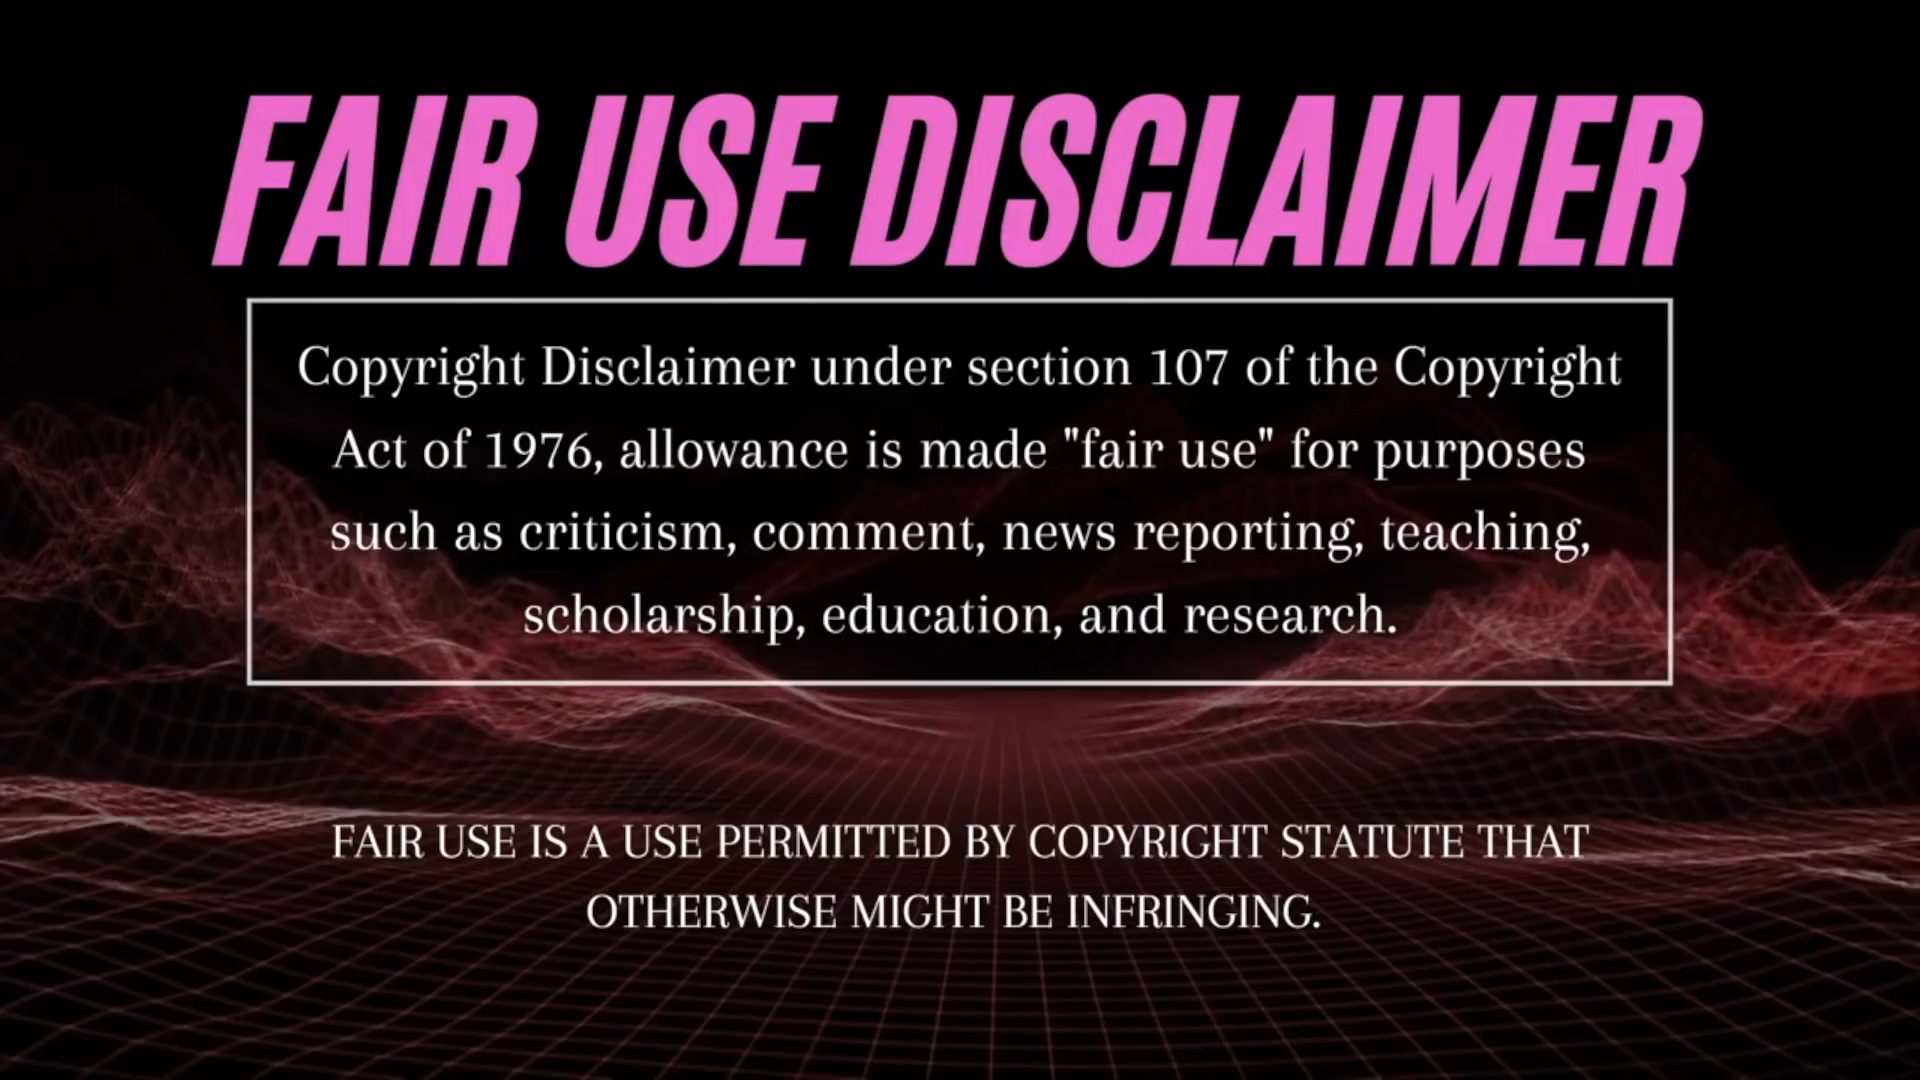 FAIR USE DISCLAIMER
Copyright Disclaimer under section 107 of the Copyright
Act of 1976, allowance is made "fair use" for purposes
such as criticism, comment, news reporting, teaching,
scholarship, education, and research.
FAIR USE IS A USE PERMITTED BY COPYRIGHT STATUTE THAT
OTHERWISE MIGHT BE INFRINGING.